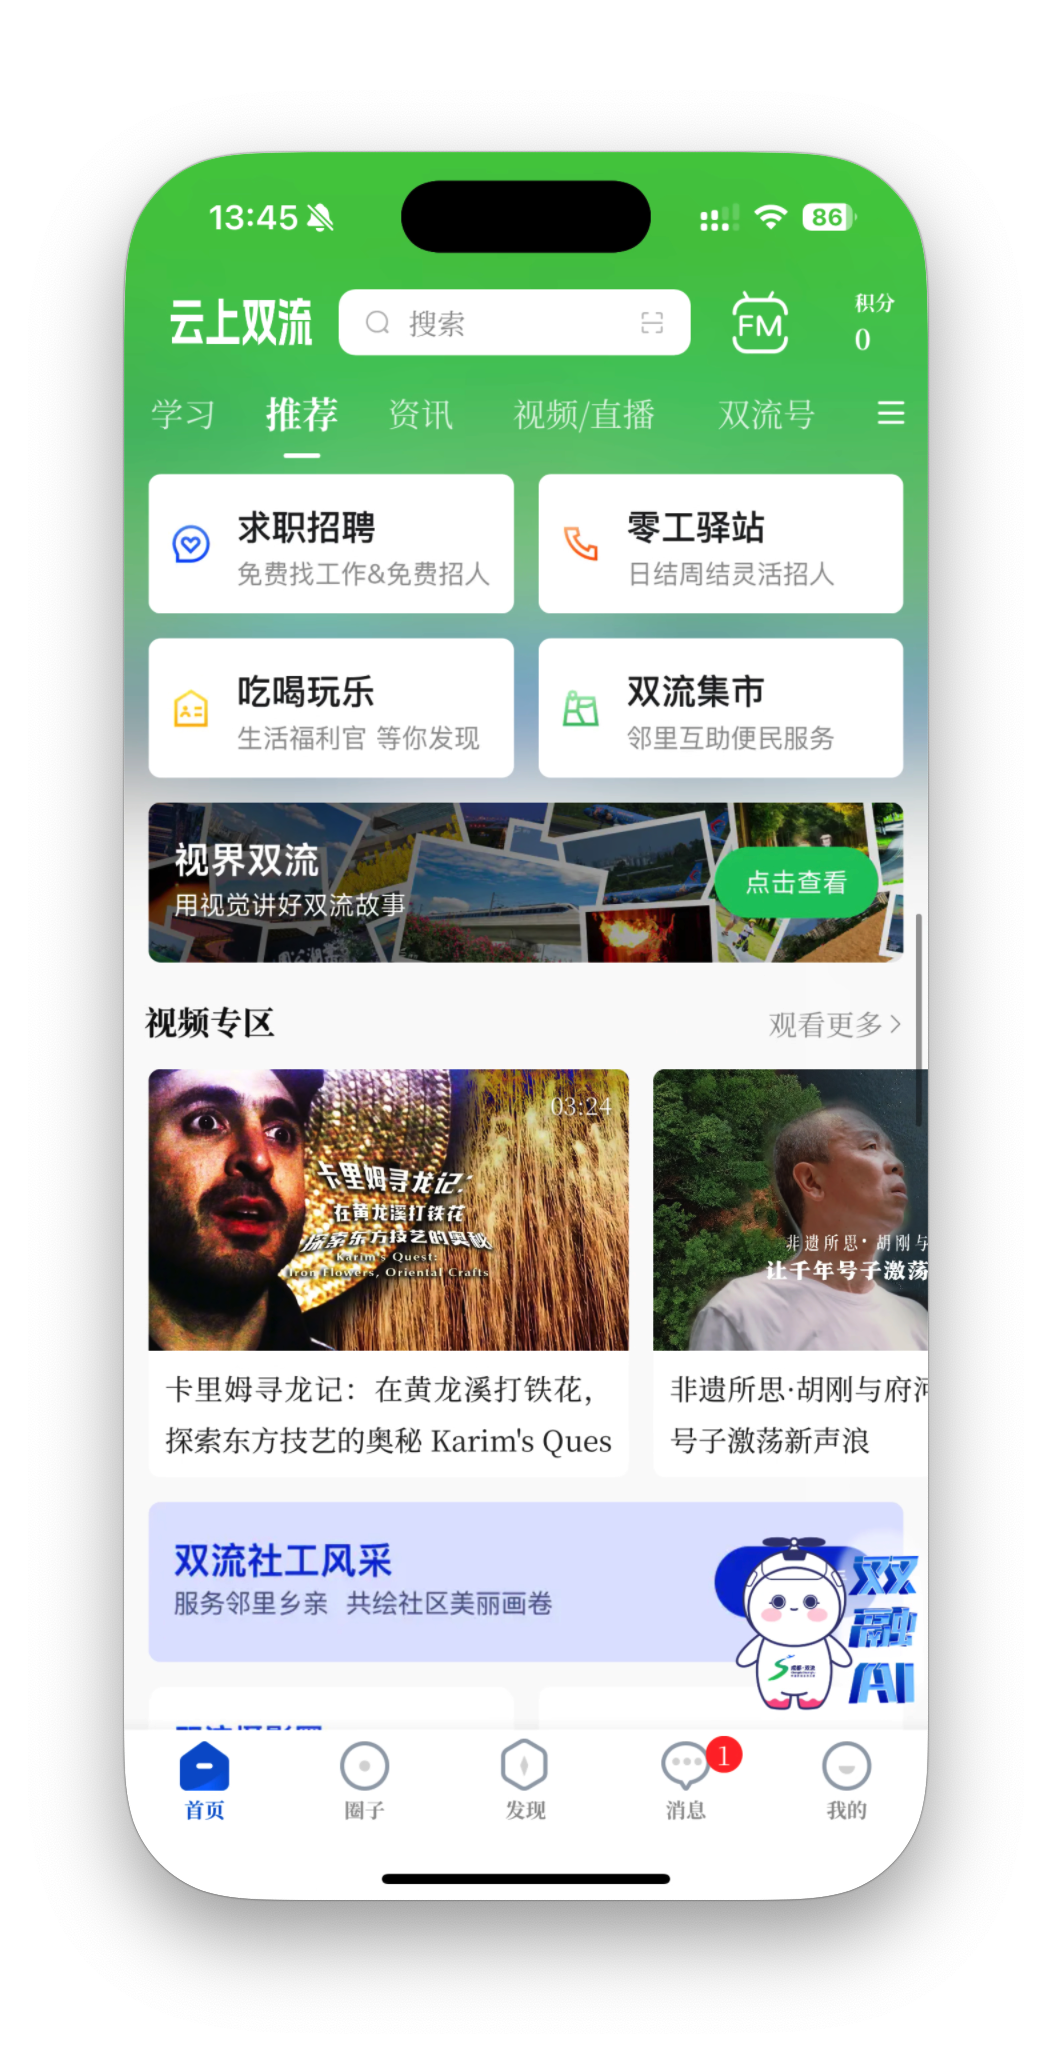 13:45
86
云上双流
搜索
FM
积分
0
学习
推荐
资讯
视频/直播
双流号
求职招聘
免费找工作&免费招人
零工驿站
日结周结灵活招人
吃喝玩乐
生活福利官 等你发现
双流集市
邻里互助便民服务
视界双流
用视觉讲好双流故事
点击查看
视频专区
观看更多
03:24
卡里姆寻龙记：
在黄龙溪打铁花
探索东方技艺的奥秘
Karim's Quest:
Iron Flowers, Oriental Crafts
非遗所思·胡刚与
让千年号子激荡
卡里姆寻龙记：在黄龙溪打铁花，
探索东方技艺的奥秘 Karim's Ques
非遗所思·胡刚与府河
号子激荡新声浪
双流社工风采
服务邻里乡亲 共绘社区美丽画卷
双
融
AI
成都·双流
首页
圈子
发现
消息
1
我的